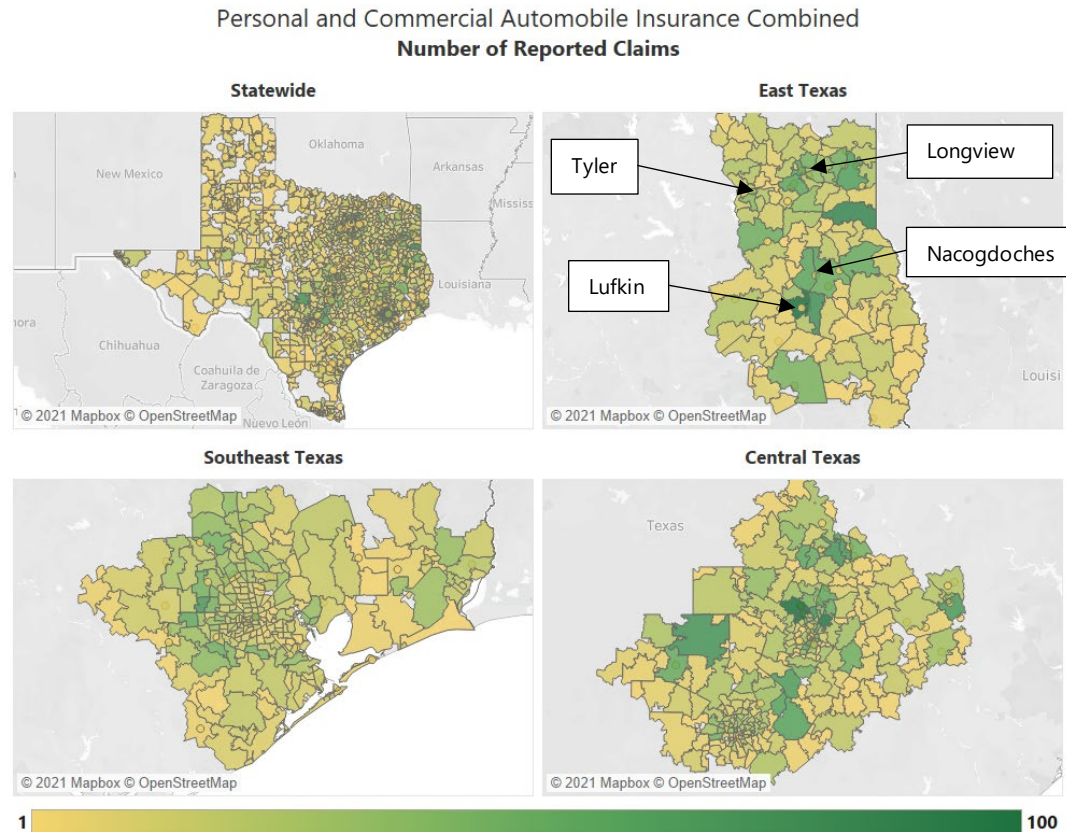 Personal and Commercial Automobile Insurance Combined
Number of Reported Claims
Statewide
Oklahoma
New Mexico
Arkansas
Mississ
Louisiana
ora
Chihuahua
Coahuila de
Zaragoza
Nuevo León
© 2021 Mapbox © OpenStreetMap
East Texas
Tyler
Longview
Nacogdoches
Lufkin
Louisi
© 2021 Mapbox © OpenStreetMap
Southeast Texas
© 2021 Mapbox © OpenStreetMap
Central Texas
Texas
© 2021 Mapbox © OpenStreetMap
1
100